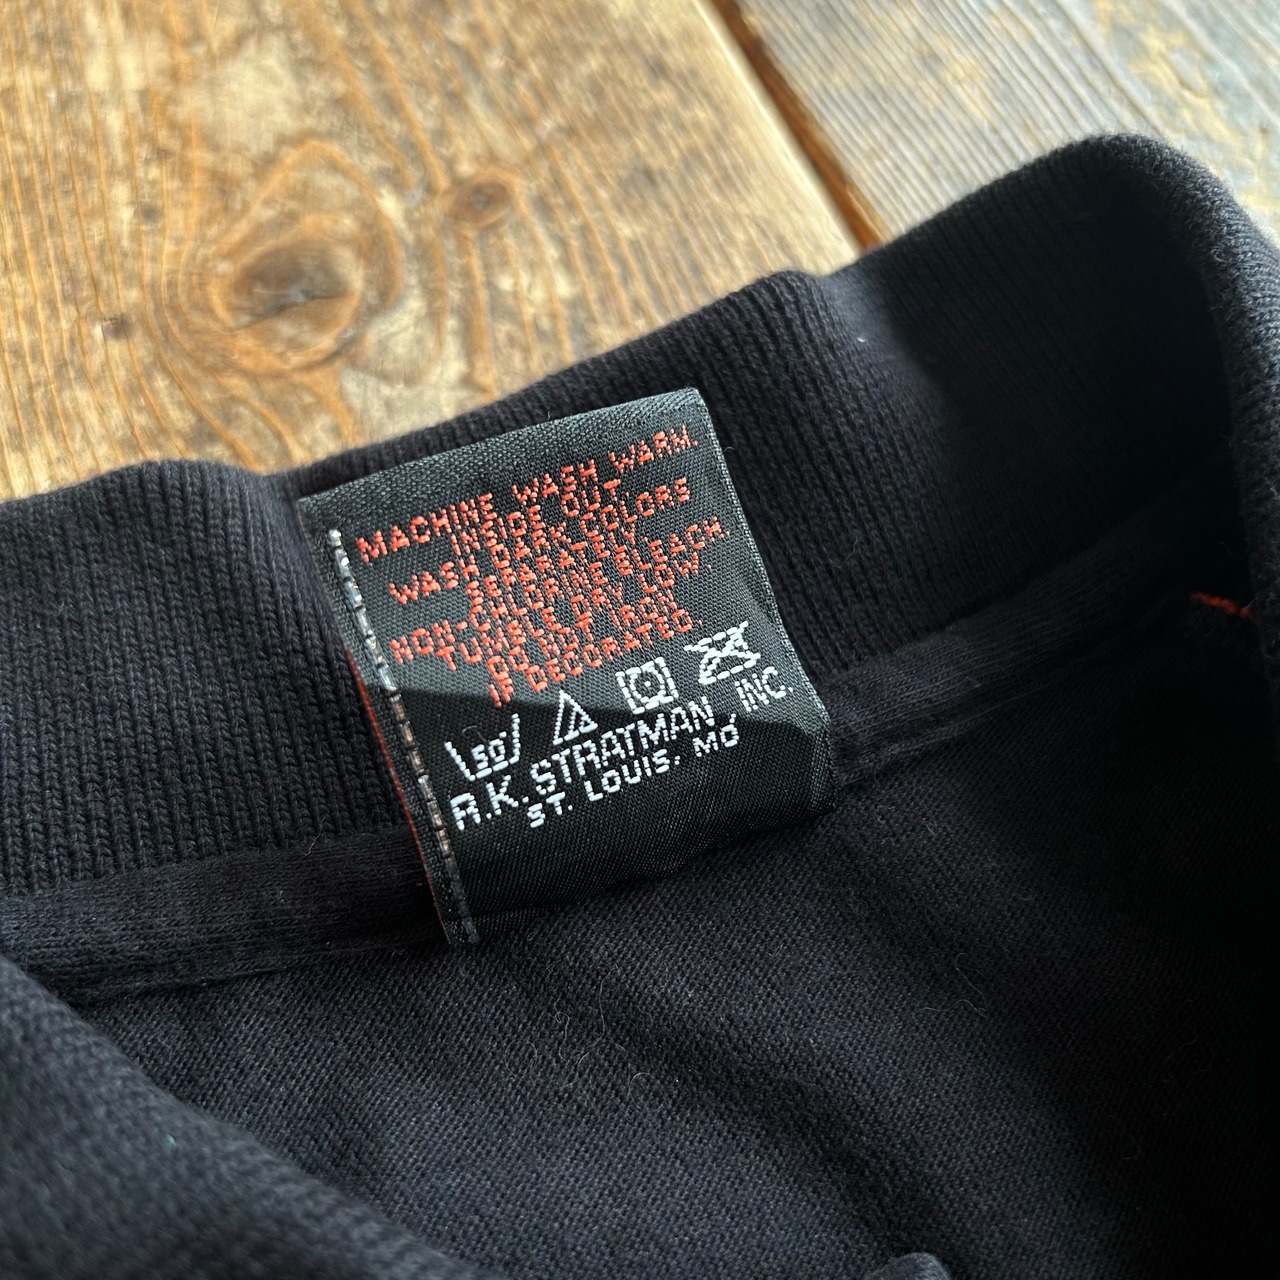 MACHINE WASH WARM.
INSIDE OUT
WASH DARK COLORS
SEPARATELY
NON-CHLORINE BLEACH
TUMBLE DRY LOW.
DO NOT IRON
IF DECORATED
50°
R.K. STRATMAN, INC.
ST. LOUIS, MO